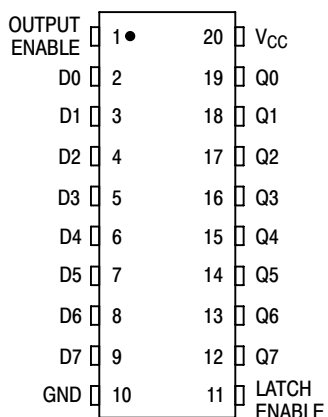 OUTPUT ENABLE 1 20 VCC
D0 2 19 Q0
D1 3 18 Q1
D2 4 17 Q2
D3 5 16 Q3
D4 6 15 Q4
D5 7 14 Q5
D6 8 13 Q6
D7 9 12 Q7
GND 10 11 LATCH ENABLE